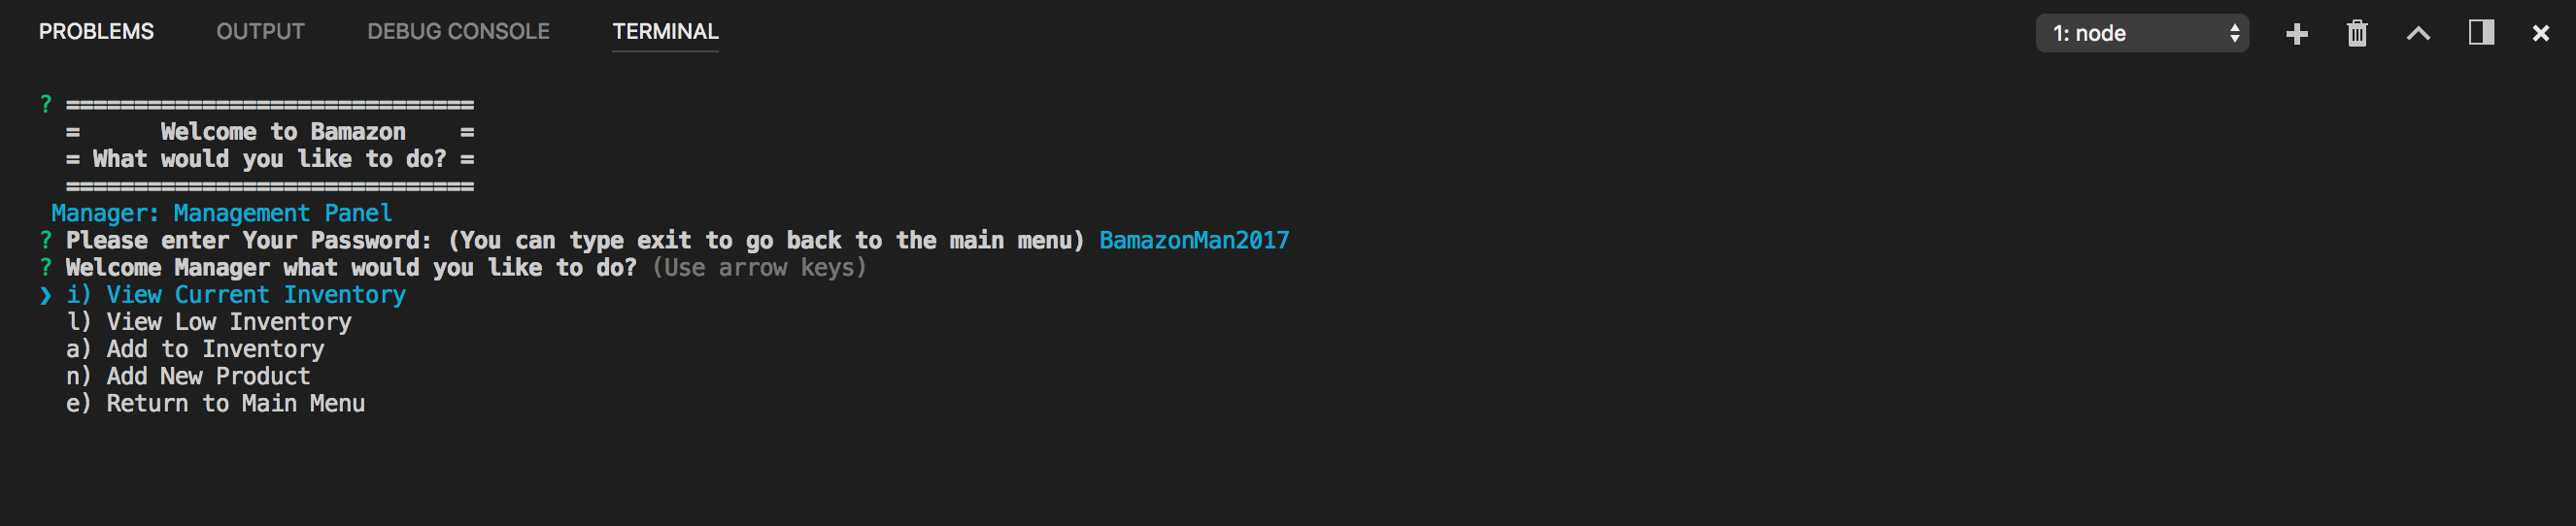 PROBLEMS OUTPUT DEBUG CONSOLE TERMINAL 1: node
? ==============================
= Welcome to Bamazon =
= What would you like to do? =
==============================
Manager: Management Panel
? Please enter Your Password: (You can type exit to go back to the main menu) BamazonMan2017
? Welcome Manager what would you like to do? (Use arrow keys)
❯ i) View Current Inventory
l) View Low Inventory
a) Add to Inventory
n) Add New Product
e) Return to Main Menu